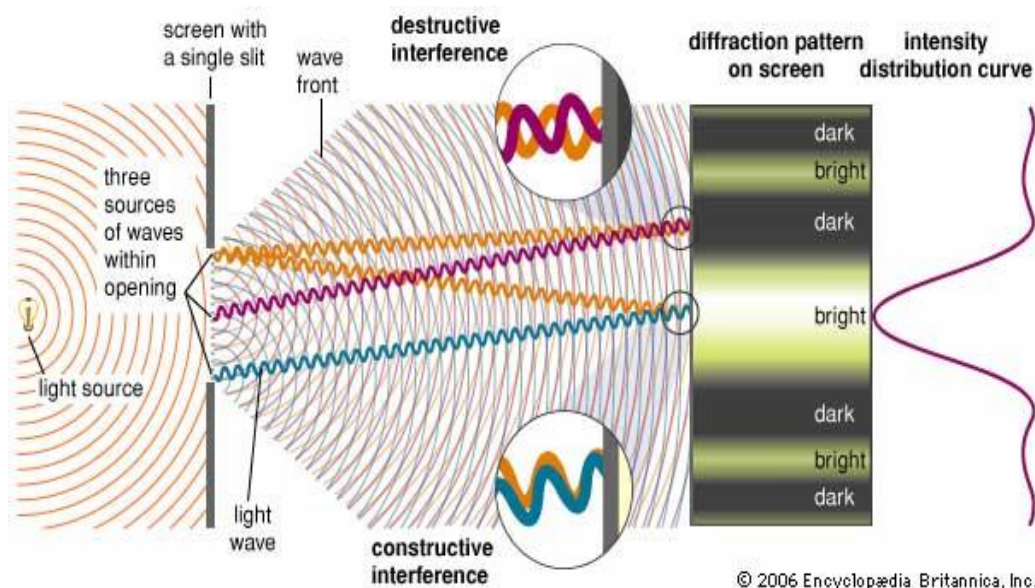 screen with
a single slit
wave
front
destructive
interference
diffraction pattern
on screen
intensity
distribution curve
three
sources
of waves
within
opening
light source
light
wave
constructive
interference
dark
bright
dark
bright
dark
bright
dark
© 2006 Encyclopædia Britannica, Inc